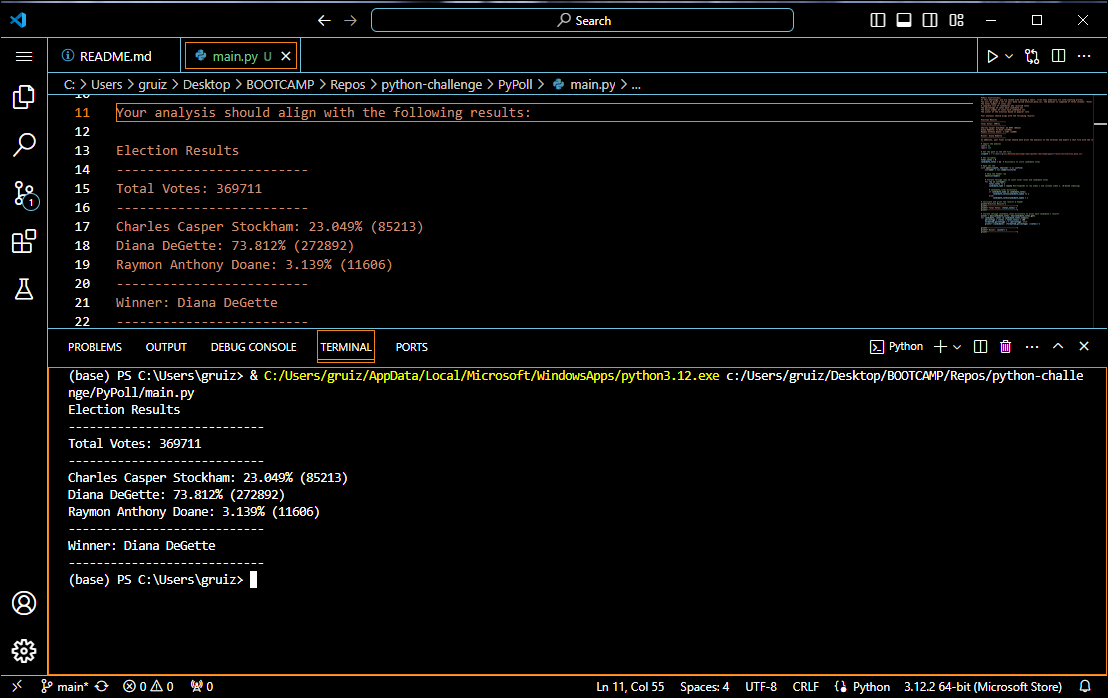 Search
README.md
main.py U
C: > Users > gruiz > Desktop > BOOTCAMP > Repos > python-challenge > PyPoll > main.py > ...
11 Your analysis should align with the following results:
12
13 Election Results
14 -------------------------
15 Total Votes: 369711
16 -------------------------
17 Charles Casper Stockham: 23.049% (85213)
18 Diana DeGette: 73.812% (272892)
19 Raymon Anthony Doane: 3.139% (11606)
20 -------------------------
21 Winner: Diana DeGette
22 -------------------------
1
PROBLEMS OUTPUT DEBUG CONSOLE TERMINAL PORTS Python
(base) PS C:\Users\gruiz> & C:/Users/gruiz/AppData/Local/Microsoft/WindowsApps/python3.12.exe c:/Users/gruiz/Desktop/BOOTCAMP/Repos/python-challe
nge/PyPoll/main.py
Election Results
----------------------------
Total Votes: 369711
----------------------------
Charles Casper Stockham: 23.049% (85213)
Diana DeGette: 73.812% (272892)
Raymon Anthony Doane: 3.139% (11606)
----------------------------
Winner: Diana DeGette
----------------------------
(base) PS C:\Users\gruiz>
main* 0 0 0 Ln 11, Col 55 Spaces: 4 UTF-8 CRLF Python 3.12.2 64-bit (Microsoft Store)